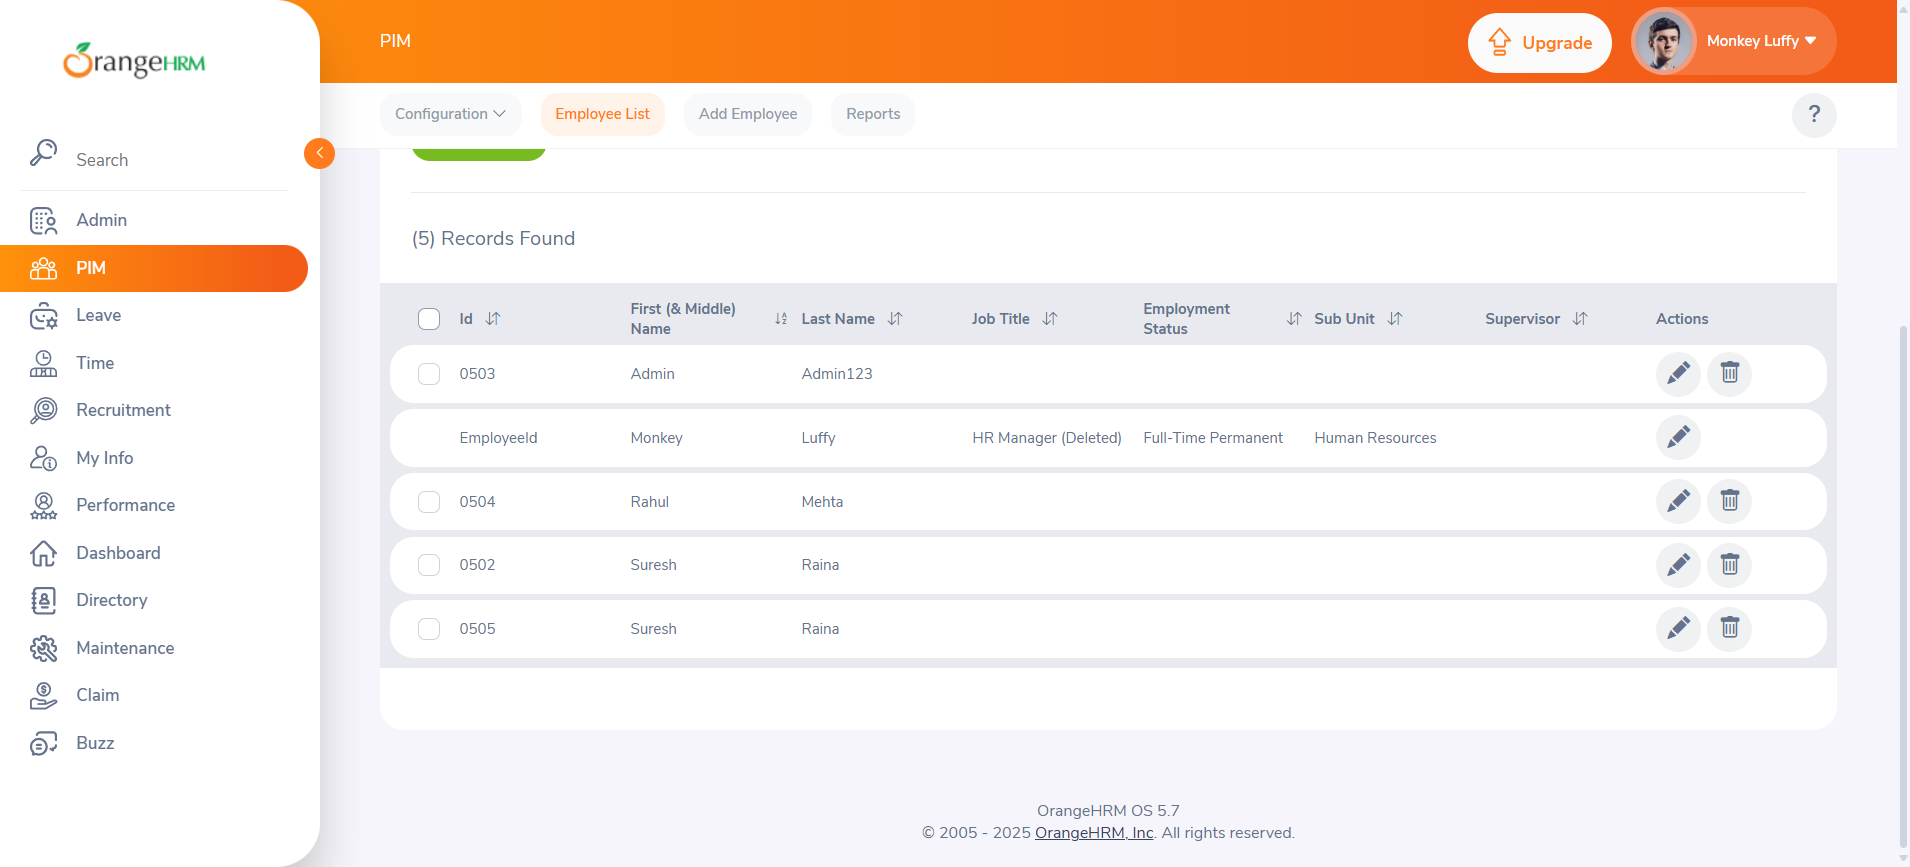 OrangeHRM
PIM
Upgrade
Monkey Luffy
Configuration
Employee List
Add Employee
Reports
?
Search
Admin
PIM
Leave
Time
Recruitment
My Info
Performance
Dashboard
Directory
Maintenance
Claim
Buzz
(5) Records Found
Id First (& Middle) Name Last Name Job Title Employment Status Sub Unit Supervisor Actions
0503 Admin Admin123
EmployeeId Monkey Luffy HR Manager (Deleted) Full-Time Permanent Human Resources
0504 Rahul Mehta
0502 Suresh Raina
0505 Suresh Raina
OrangeHRM OS 5.7
© 2005 - 2025 OrangeHRM, Inc. All rights reserved.